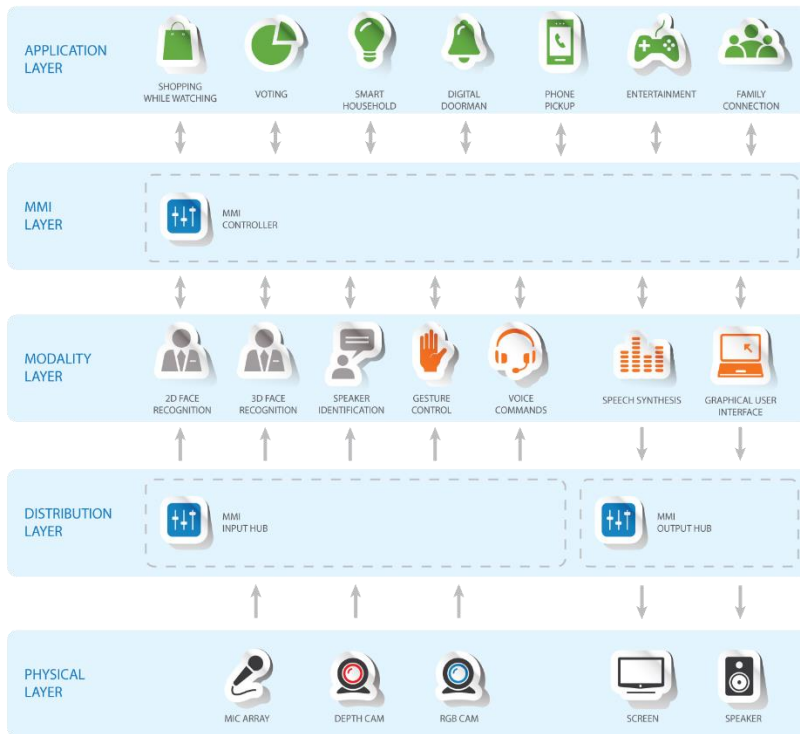 APPLICATION
LAYER
SHOPPING
WHILE WATCHING
VOTING
SMART
HOUSEHOLD
DIGITAL
DOORMAN
PHONE
PICKUP
ENTERTAINMENT
FAMILY
CONNECTION
MMI
LAYER
MMI
CONTROLLER
MODALITY
LAYER
2D FACE
RECOGNITION
3D FACE
RECOGNITION
SPEAKER
IDENTIFICATION
GESTURE
CONTROL
VOICE
COMMANDS
SPEECH SYNTHESIS
GRAPHICAL USER
INTERFACE
DISTRIBUTION
LAYER
MMI
INPUT HUB
MMI
OUTPUT HUB
PHYSICAL
LAYER
MIC ARRAY
DEPTH CAM
RGB CAM
SCREEN
SPEAKER